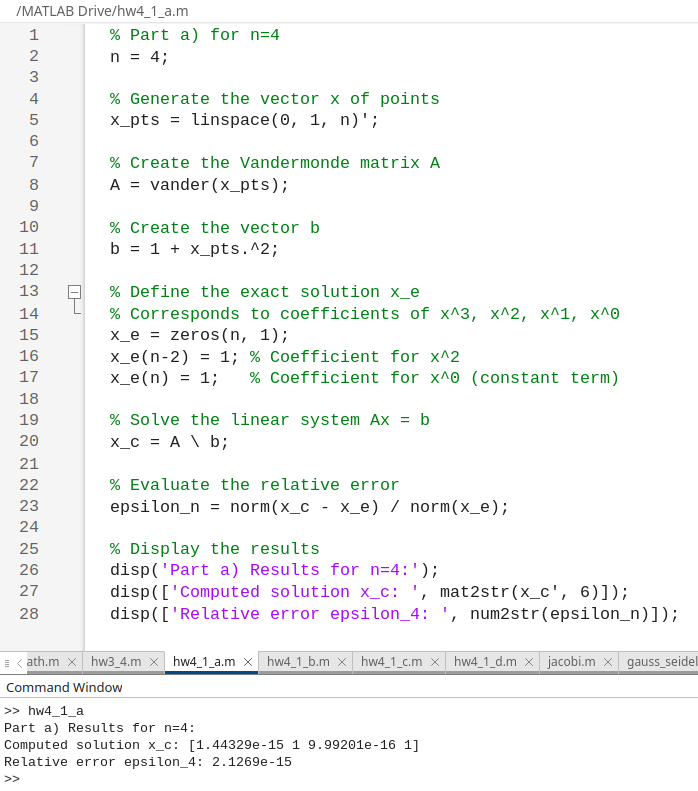 /MATLAB Drive/hw4_1_a.m
1 % Part a) for n=4
2 n = 4;
3
4 % Generate the vector x of points
5 x_pts = linspace(0, 1, n)';
6
7 % Create the Vandermonde matrix A
8 A = vander(x_pts);
9
10 % Create the vector b
11 b = 1 + x_pts.^2;
12
13 % Define the exact solution x_e
14 % Corresponds to coefficients of x^3, x^2, x^1, x^0
15 x_e = zeros(n, 1);
16 x_e(n-2) = 1; % Coefficient for x^2
17 x_e(n) = 1;   % Coefficient for x^0 (constant term)
18
19 % Solve the linear system Ax = b
20 x_c = A \ b;
21
22 % Evaluate the relative error
23 epsilon_n = norm(x_c - x_e) / norm(x_e);
24
25 % Display the results
26 disp('Part a) Results for n=4:');
27 disp(['Computed solution x_c: ', mat2str(x_c', 6)]);
28 disp(['Relative error epsilon_4: ', num2str(epsilon_n)]);
ath.m × hw3_4.m × hw4_1_a.m × hw4_1_b.m × hw4_1_c.m × hw4_1_d.m × jacobi.m × gauss_seidel
Command Window
>> hw4_1_a
Part a) Results for n=4:
Computed solution x_c: [1.44329e-15 1 9.99201e-16 1]
Relative error epsilon_4: 2.1269e-15
>>